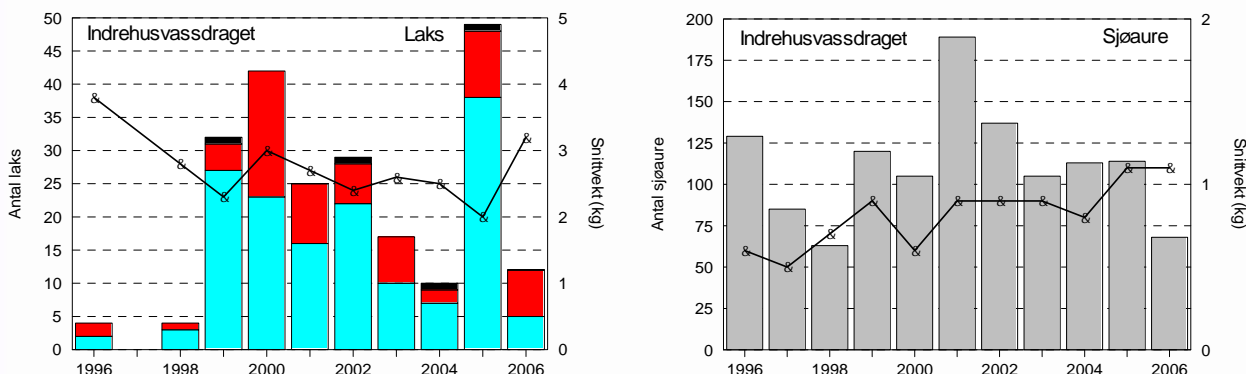 Indrehusvassdraget Laks
Antal laks
50
45
40
35
30
25
20
15
10
5
0
5
4
3
2
1
0
Snittvekt (kg)
1996 1998 2000 2002 2004 2006
& & & & & & & & & &
Indrehusvassdraget Sjøaure
Antal sjøaure
200
175
150
125
100
75
50
25
0
2
1
0
Snittvekt (kg)
1996 1998 2000 2002 2004 2006
& & & & & & & & & & &